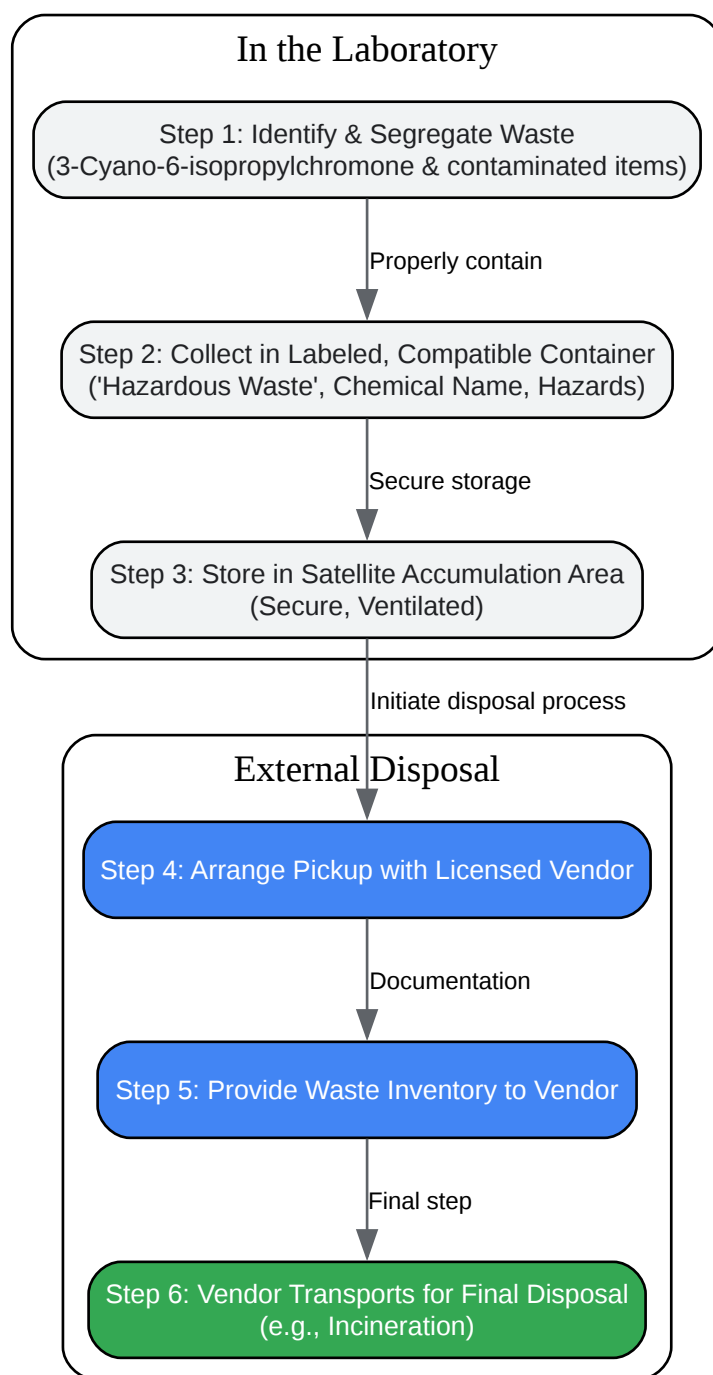 In the Laboratory
Step 1: Identify & Segregate Waste
(3-Cyano-6-isopropylchromone & contaminated items)
Properly contain
Step 2: Collect in Labeled, Compatible Container
('Hazardous Waste', Chemical Name, Hazards)
Secure storage
Step 3: Store in Satellite Accumulation Area
(Secure, Ventilated)
Initiate disposal process
External Disposal
Step 4: Arrange Pickup with Licensed Vendor
Documentation
Step 5: Provide Waste Inventory to Vendor
Final step
Step 6: Vendor Transports for Final Disposal
(e.g., Incineration)